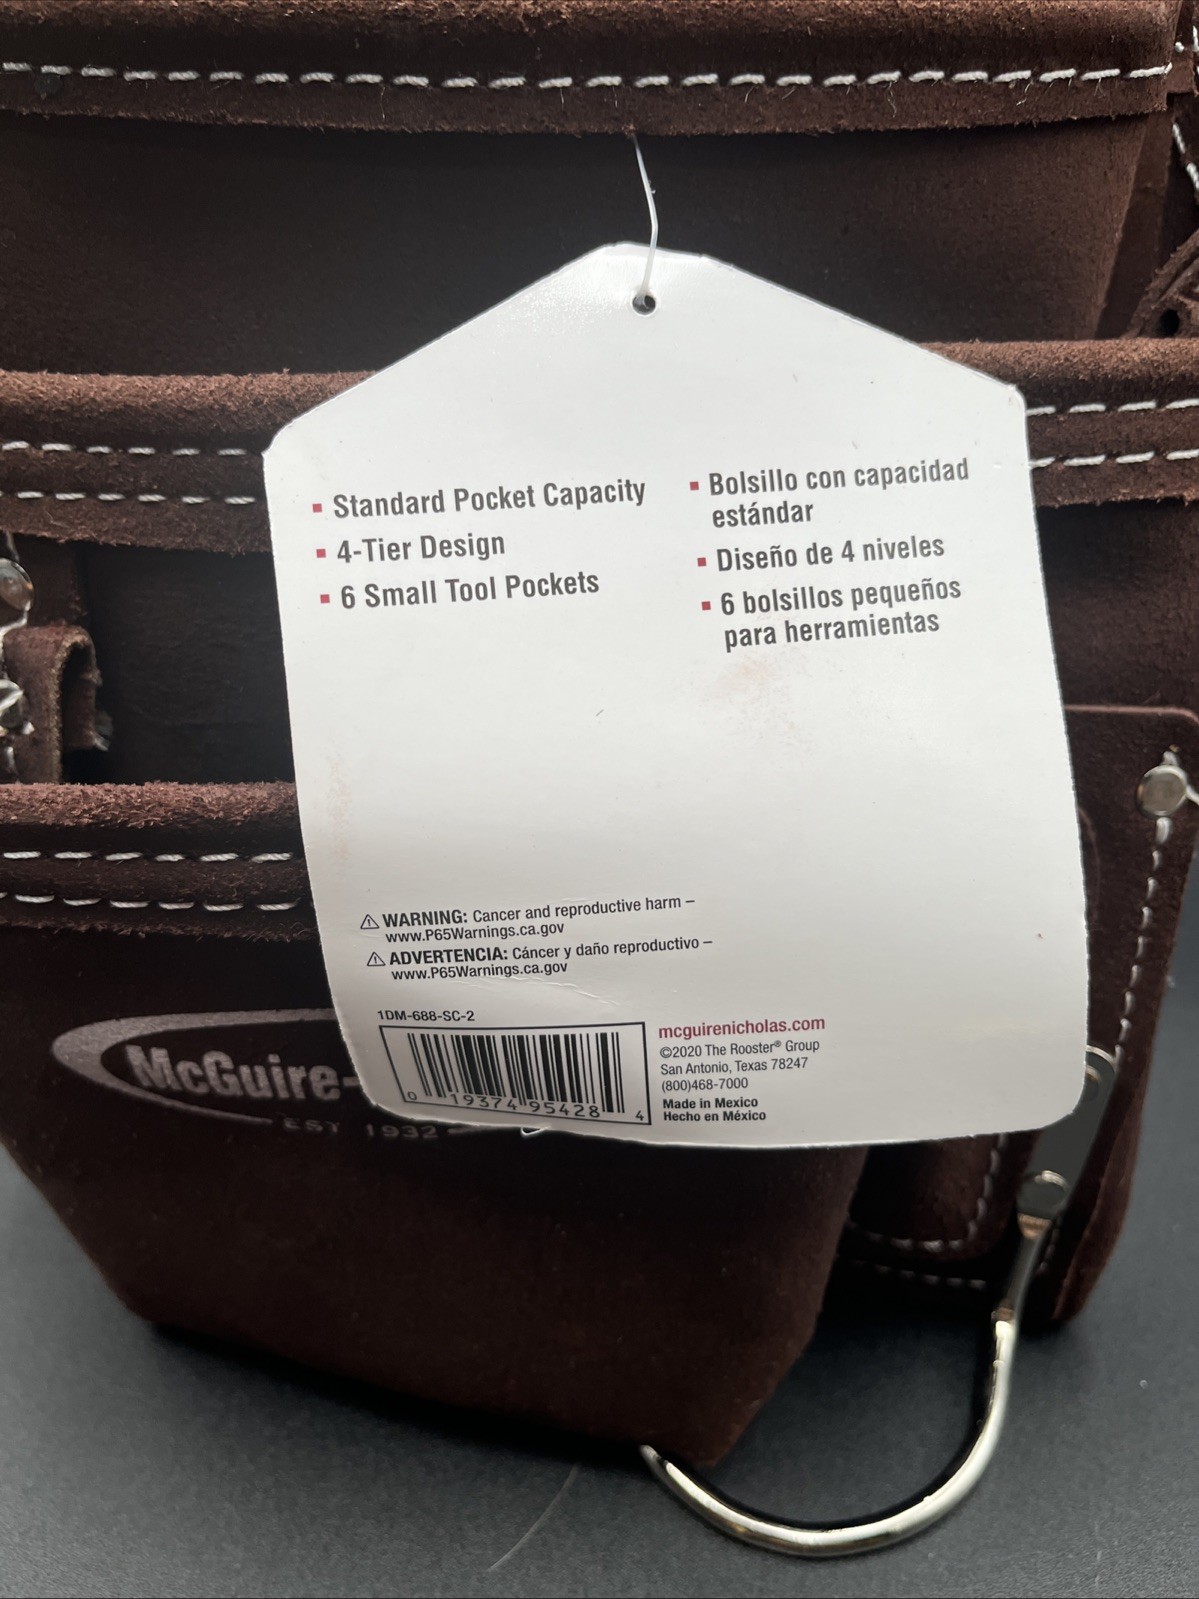 ▪ Standard Pocket Capacity
▪ 4-Tier Design
▪ 6 Small Tool Pockets
▪ Bolsillo con capacidad
estándar
▪ Diseño de 4 niveles
▪ 6 bolsillos pequeños
para herramientas
⚠ WARNING: Cancer and reproductive harm –
www.P65Warnings.ca.gov
⚠ ADVERTENCIA: Cáncer y daño reproductivo –
www.P65Warnings.ca.gov
1DM-688-SC-2
0 19374 95428 4
mcguirenicholas.com
©2020 The Rooster® Group
San Antonio, Texas 78247
(800)468-7000
Made in Mexico
Hecho en México
McGuire-
EST 1932